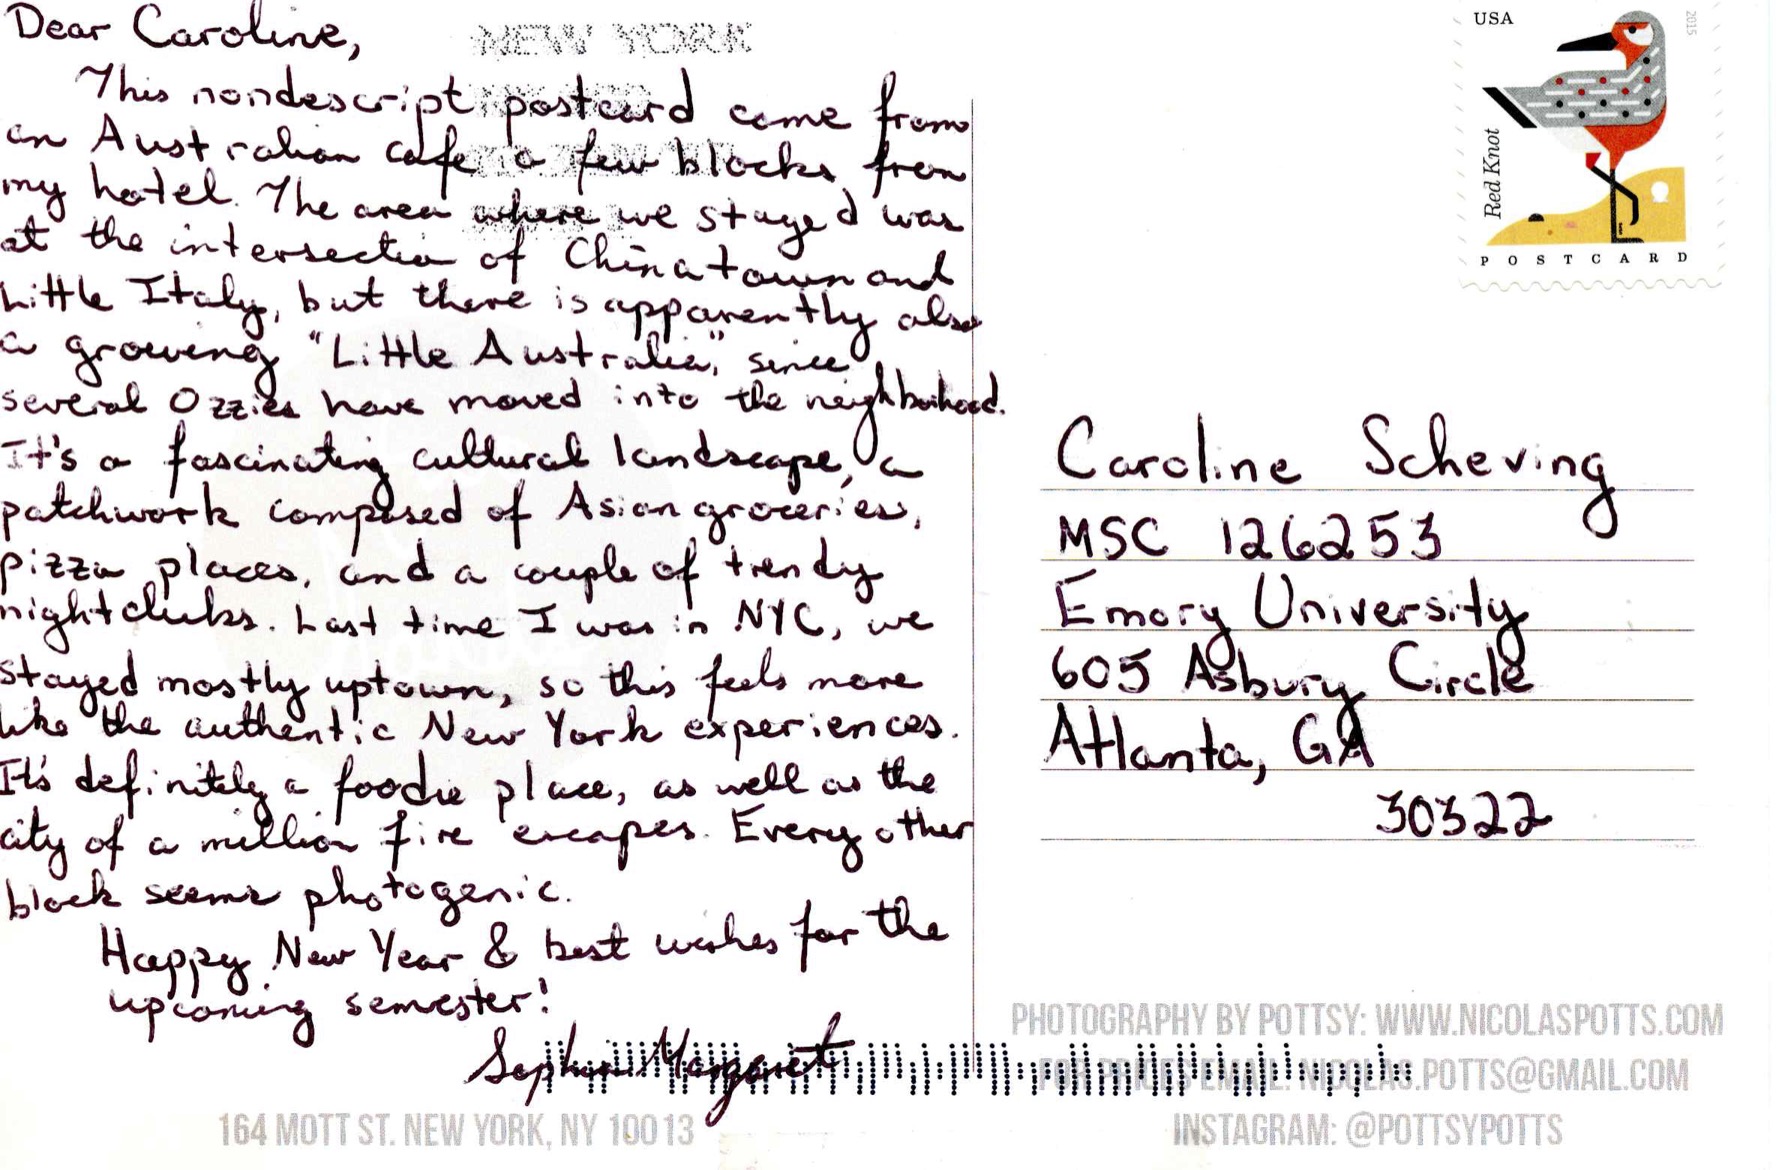 Dear Caroline,
This nondescript postcard came from
an Australian cafe a few blocks from
my hotel. The area where we stayed was
at the intersection of Chinatown and
Little Italy, but there is apparently also
a growing "Little Australia," since
several Ozzies have moved into the neighborhood.
It's a fascinating cultural landscape, a
patchwork composed of Asian groceries,
pizza places, and a couple of trendy
nightclubs. Last time I was in NYC, we
stayed mostly uptown, so this feels more
like the authentic New York experiences.
It's definitely a foodie place, as well as the
city of a million fire escapes. Every other
block seems photogenic.
Happy New Year & best wishes for the
upcoming semester!
Margaret
164 MOTT ST. NEW YORK, NY 10013
NEW YORK
USA
2015
Red Knot
POSTCARD
Caroline Scheving
MSC 126253
Emory University
605 Asbury Circle
Atlanta, GA
30322
PHOTOGRAPHY BY POTTSY: WWW.NICOLASPOTTS.COM
FOR PRICES EMAIL: NICOLAS.POTTS@GMAIL.COM
INSTAGRAM: @POTTSYPOTTS